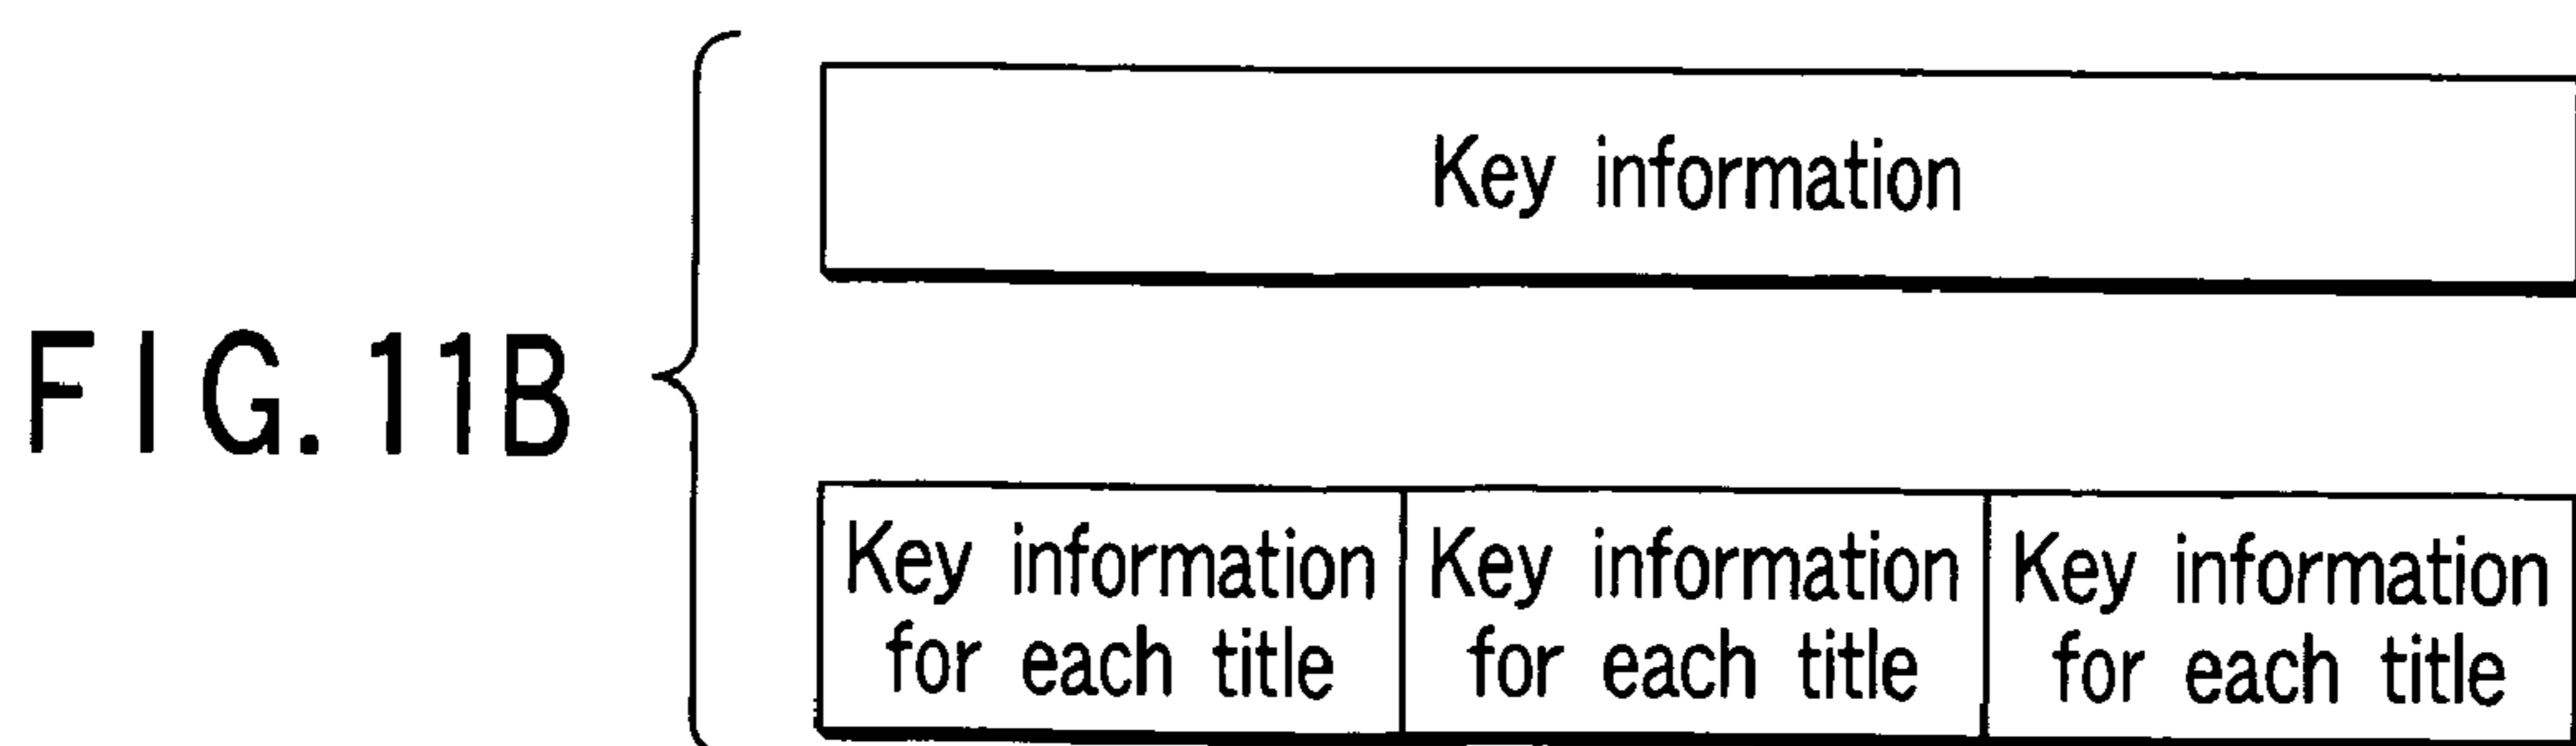 FIG. 11B
Key information
Key information Key information Key information
for each title for each title for each title